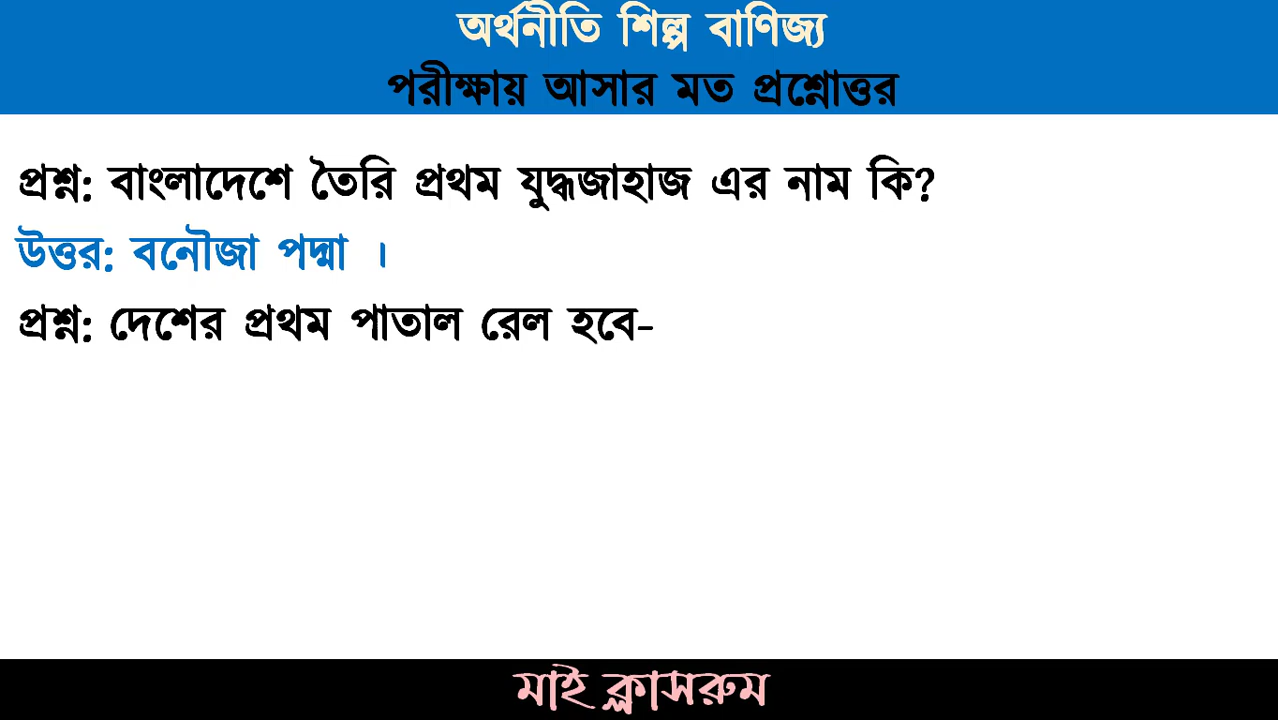 অর্থনীতি শিল্প বাণিজ্য
পরীক্ষায় আসার মত প্রশ্নোত্তর
প্রশ্ন: বাংলাদেশে তৈরি প্রথম যুদ্ধজাহাজ এর নাম কি?
উত্তর: বনৌজা পদ্মা ।
প্রশ্ন: দেশের প্রথম পাতাল রেল হবে-
মাই ক্লাসরুম